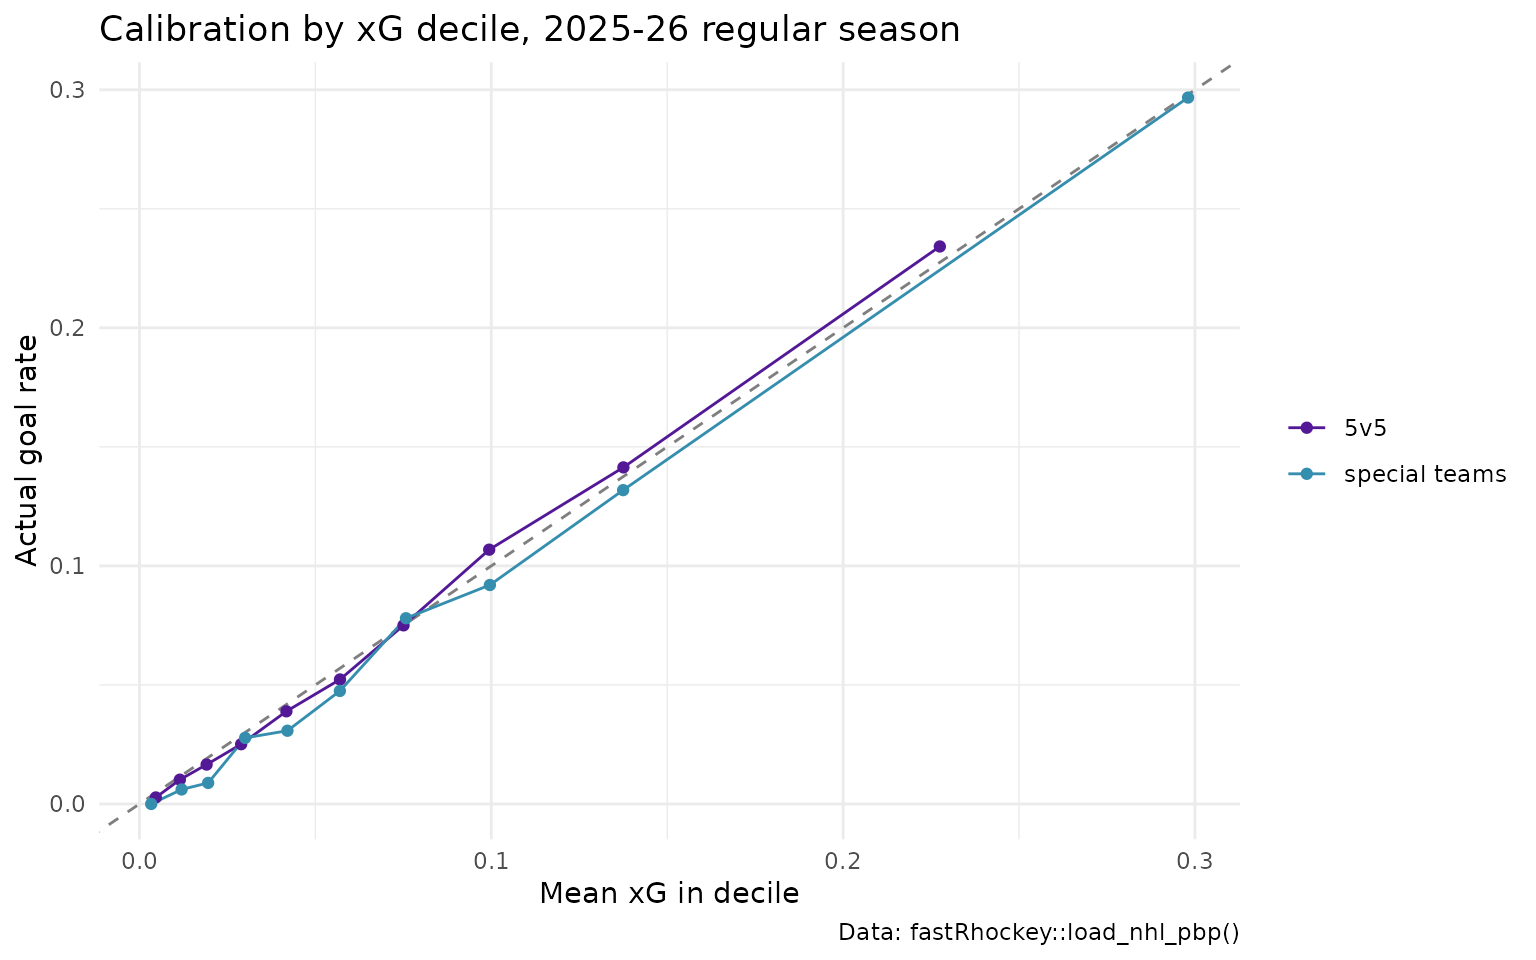 Calibration by xG decile, 2025-26 regular season
0.3
0.2
0.1
0.0
Actual goal rate
0.0 0.1 0.2 0.3
Mean xG in decile
5v5
special teams
Data: fastRhockey::load_nhl_pbp()